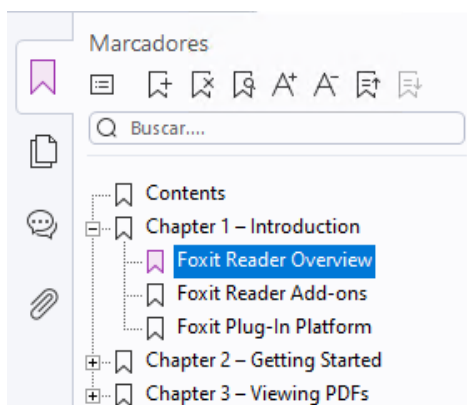 Marcadores
Buscar....
Contents
Chapter 1 – Introduction
Foxit Reader Overview
Foxit Reader Add-ons
Foxit Plug-In Platform
Chapter 2 – Getting Started
Chapter 3 – Viewing PDFs